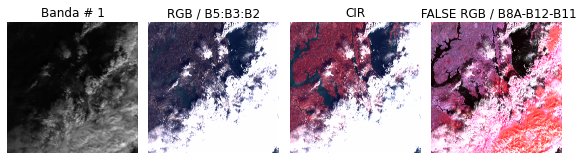 Banda # 1
RGB / B5:B3:B2
CIR
FALSE RGB / B8A-B12-B11